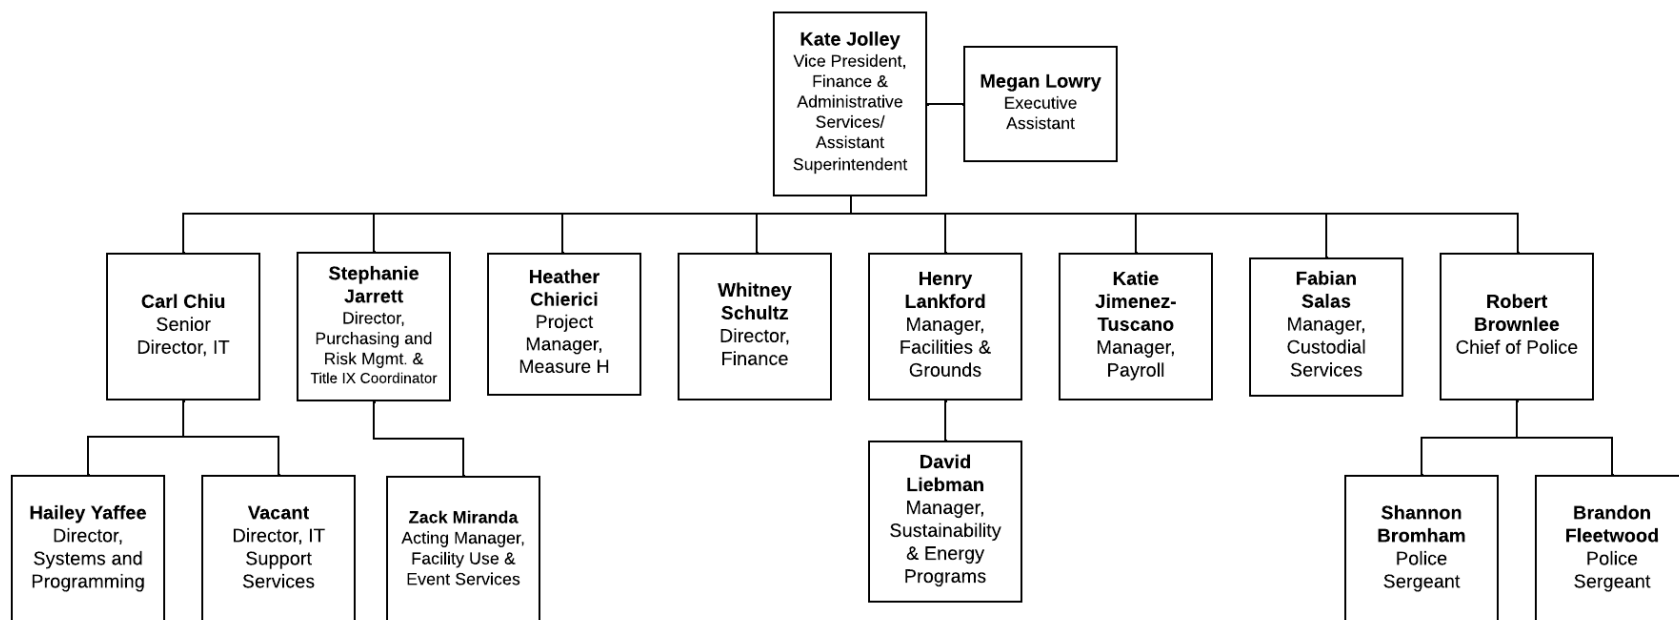 Kate Jolley
Vice President,
Finance &
Administrative
Services/
Assistant
Superintendent
Megan Lowry
Executive
Assistant
Carl Chiu
Senior
Director, IT
Stephanie
Jarrett
Director,
Purchasing and
Risk Mgmt. &
Title IX Coordinator
Heather
Chierici
Project
Manager,
Measure H
Whitney
Schultz
Director,
Finance
Henry
Lankford
Manager,
Facilities &
Grounds
Katie
Jimenez-
Tuscano
Manager,
Payroll
Fabian
Salas
Manager,
Custodial
Services
Robert
Brownlee
Chief of Police
Hailey Yaffee
Director,
Systems and
Programming
Vacant
Director, IT
Support
Services
Zack Miranda
Acting Manager,
Facility Use &
Event Services
David
Liebman
Manager,
Sustainability
& Energy
Programs
Shannon
Bromham
Police
Sergeant
Brandon
Fleetwood
Police
Sergeant